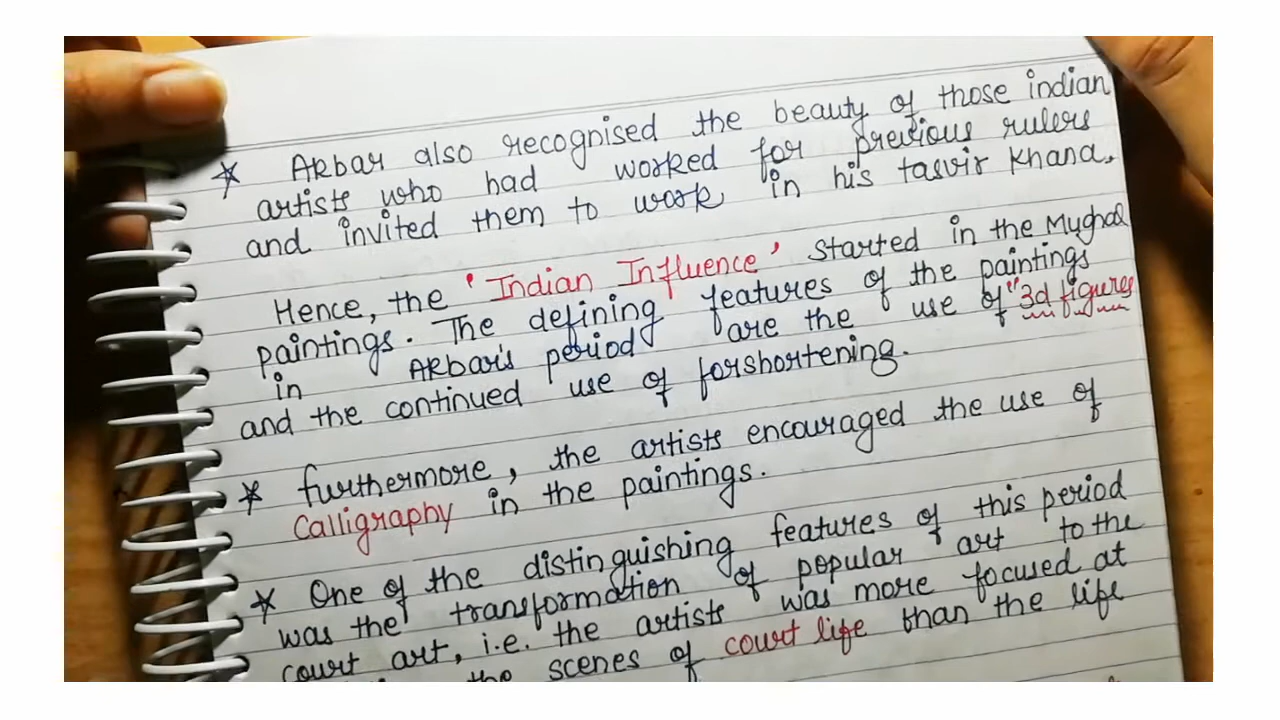 * Akbar also recognised the beauty of those indian
artists who had worked for previous rulers
and invited them to work in his tasvir khana.
Hence, the 'Indian Influence' started in the Mughal
paintings. The defining features of the paintings
in Akbar's period are the use of "3d figures
and the continued use of forshortening.
* furthermore, the artists encouraged the use of
Calligraphy in the paintings.
* One of the distinguishing features of this period
was the transformation of popular art to the
court art, i.e. the artists was more focused at
the scenes of court life than the life